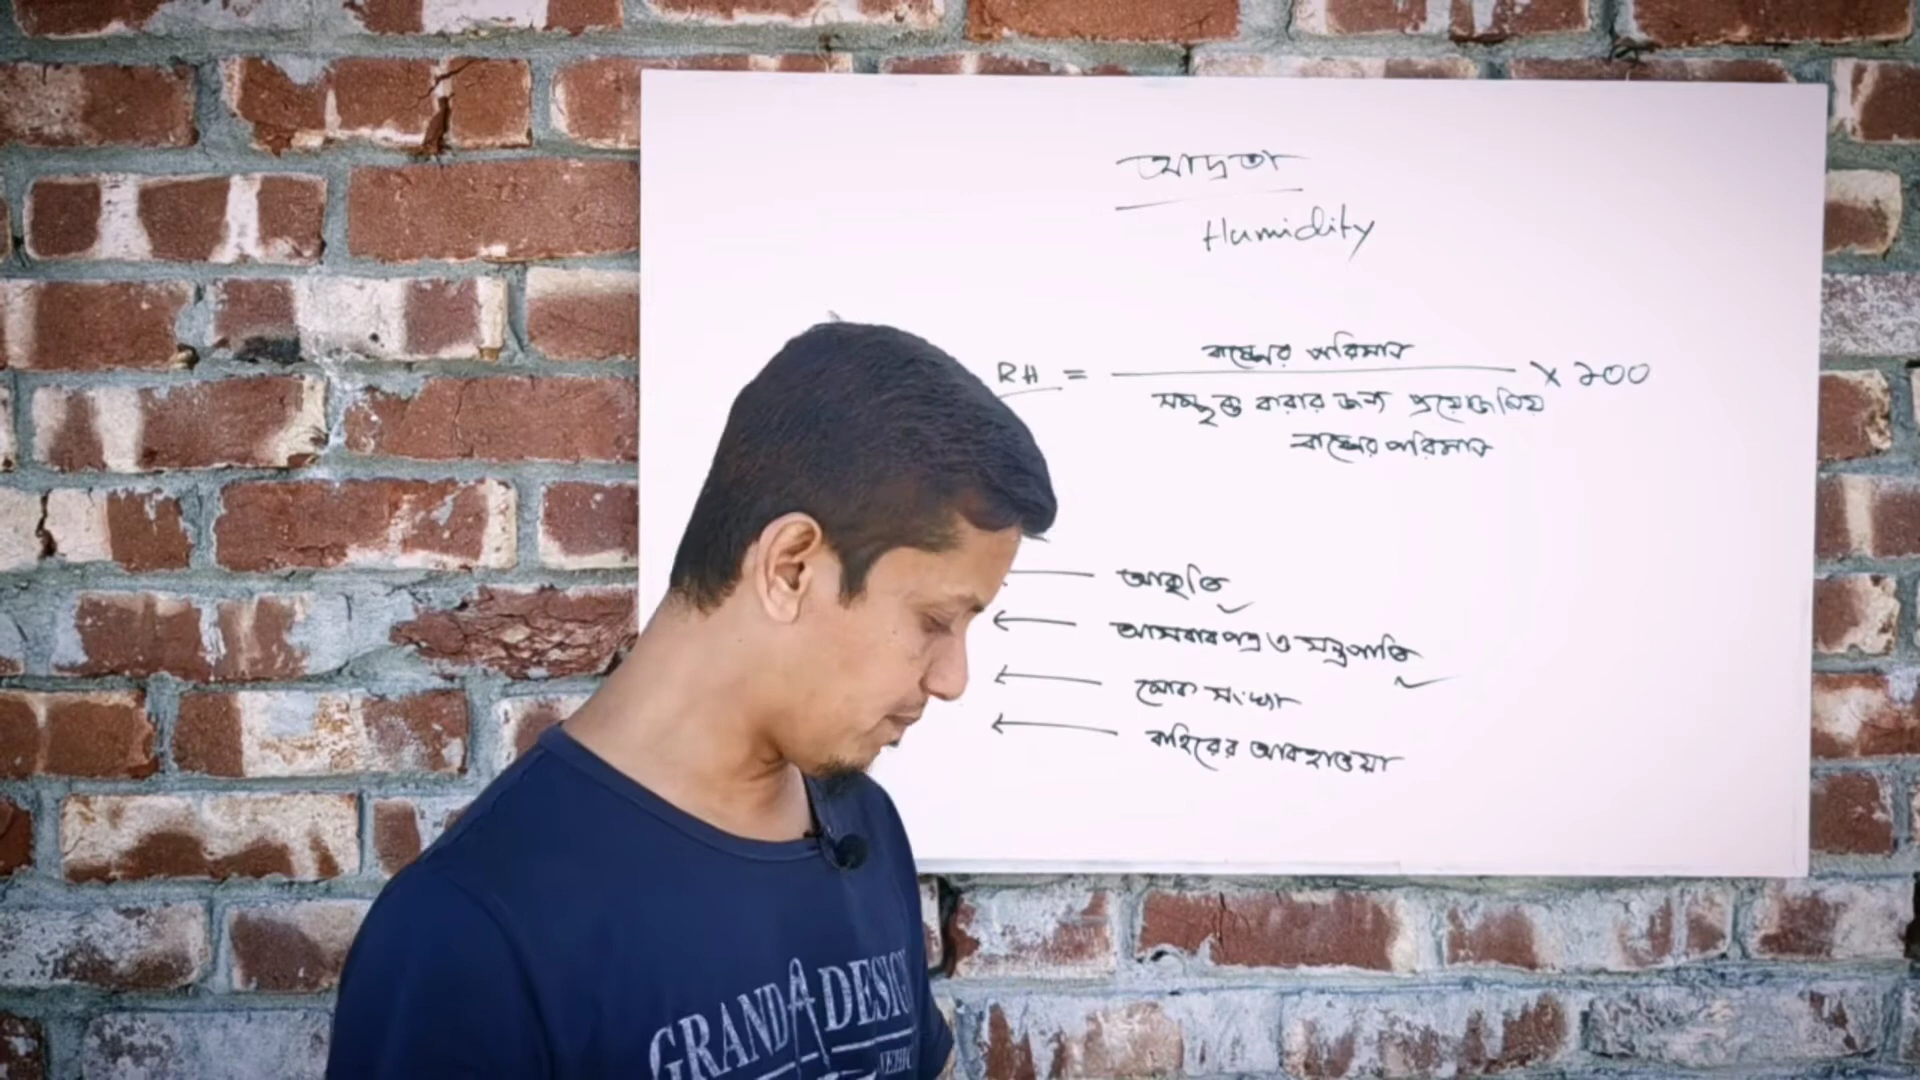 আদ্রতা
Humidity
RH = বাষ্পের পরিমান × ১০০
সম্পৃক্ত করার জন্য প্রয়োজনিয়
বাষ্পের পরিমান
আকৃতি
আসবাবপত্র ও যন্ত্রপাতি
লোক সংখ্যা
বাহিরের আবহাওয়া
GRAND DESIGN